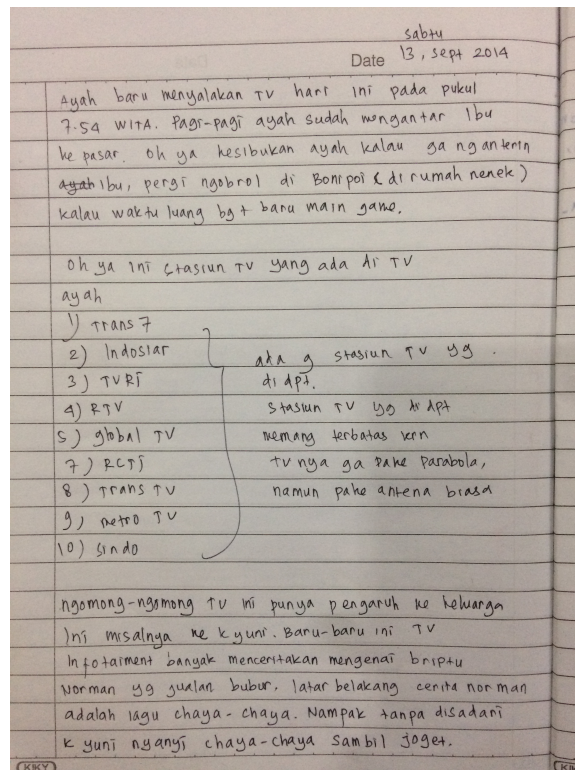 sabtu
Date 13, sept 2014
Ayah baru menyalakan TV hari ini pada pukul
7.54 WITA. Pagi-pagi ayah sudah mengantar Ibu
ke pasar. Oh ya kesibukan ayah kalau ga nganterin
ayah Ibu, pergi ngobrol di Bonipoi (di rumah nenek)
kalau waktu luang bgt baru main game.
Oh ya ini stasiun TV yang ada di TV
ayah
1) Trans 7
2) Indosiar
3) TVRI
4) RTV
5) global TV
7) RCTI
8) Trans TV
9) metro TV
10) sindo
ada 9 stasiun TV yg
di dpt.
stasiun TV yg di dpt
memang terbatas krn
tvnya ga pake parabola,
namun pake antena biasa
ngomong-ngomong TV ini punya pengaruh ke keluarga
Ini misalnya ke k yuni. Baru-baru ini TV
Infotaiment banyak menceritakan mengenai briptu
Norman yg jualan bubur. latar belakang cerita norman
adalah lagu chaya-chaya. Nampak tanpa disadari
k yuni nyanyi chaya-chaya sambil joget.
KIKY